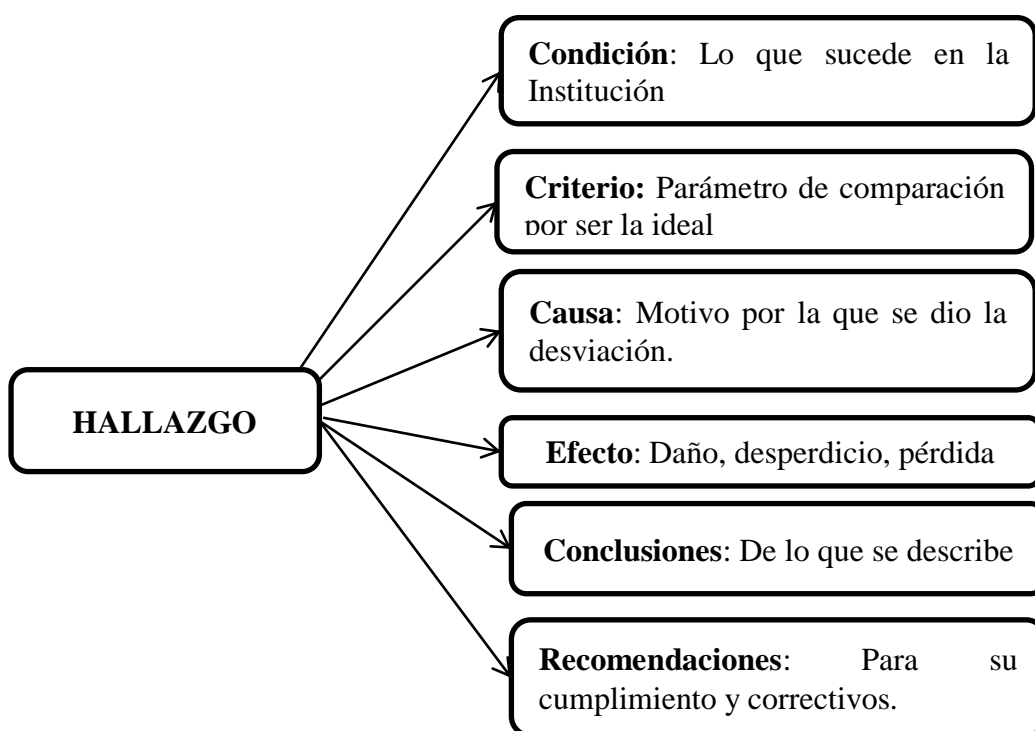 Condición: Lo que sucede en la
Institución
Criterio: Parámetro de comparación
por ser la ideal
Causa: Motivo por la que se dio la
desviación.
HALLAZGO
Efecto: Daño, desperdicio, pérdida
Conclusiones: De lo que se describe
Recomendaciones: Para su
cumplimiento y correctivos.